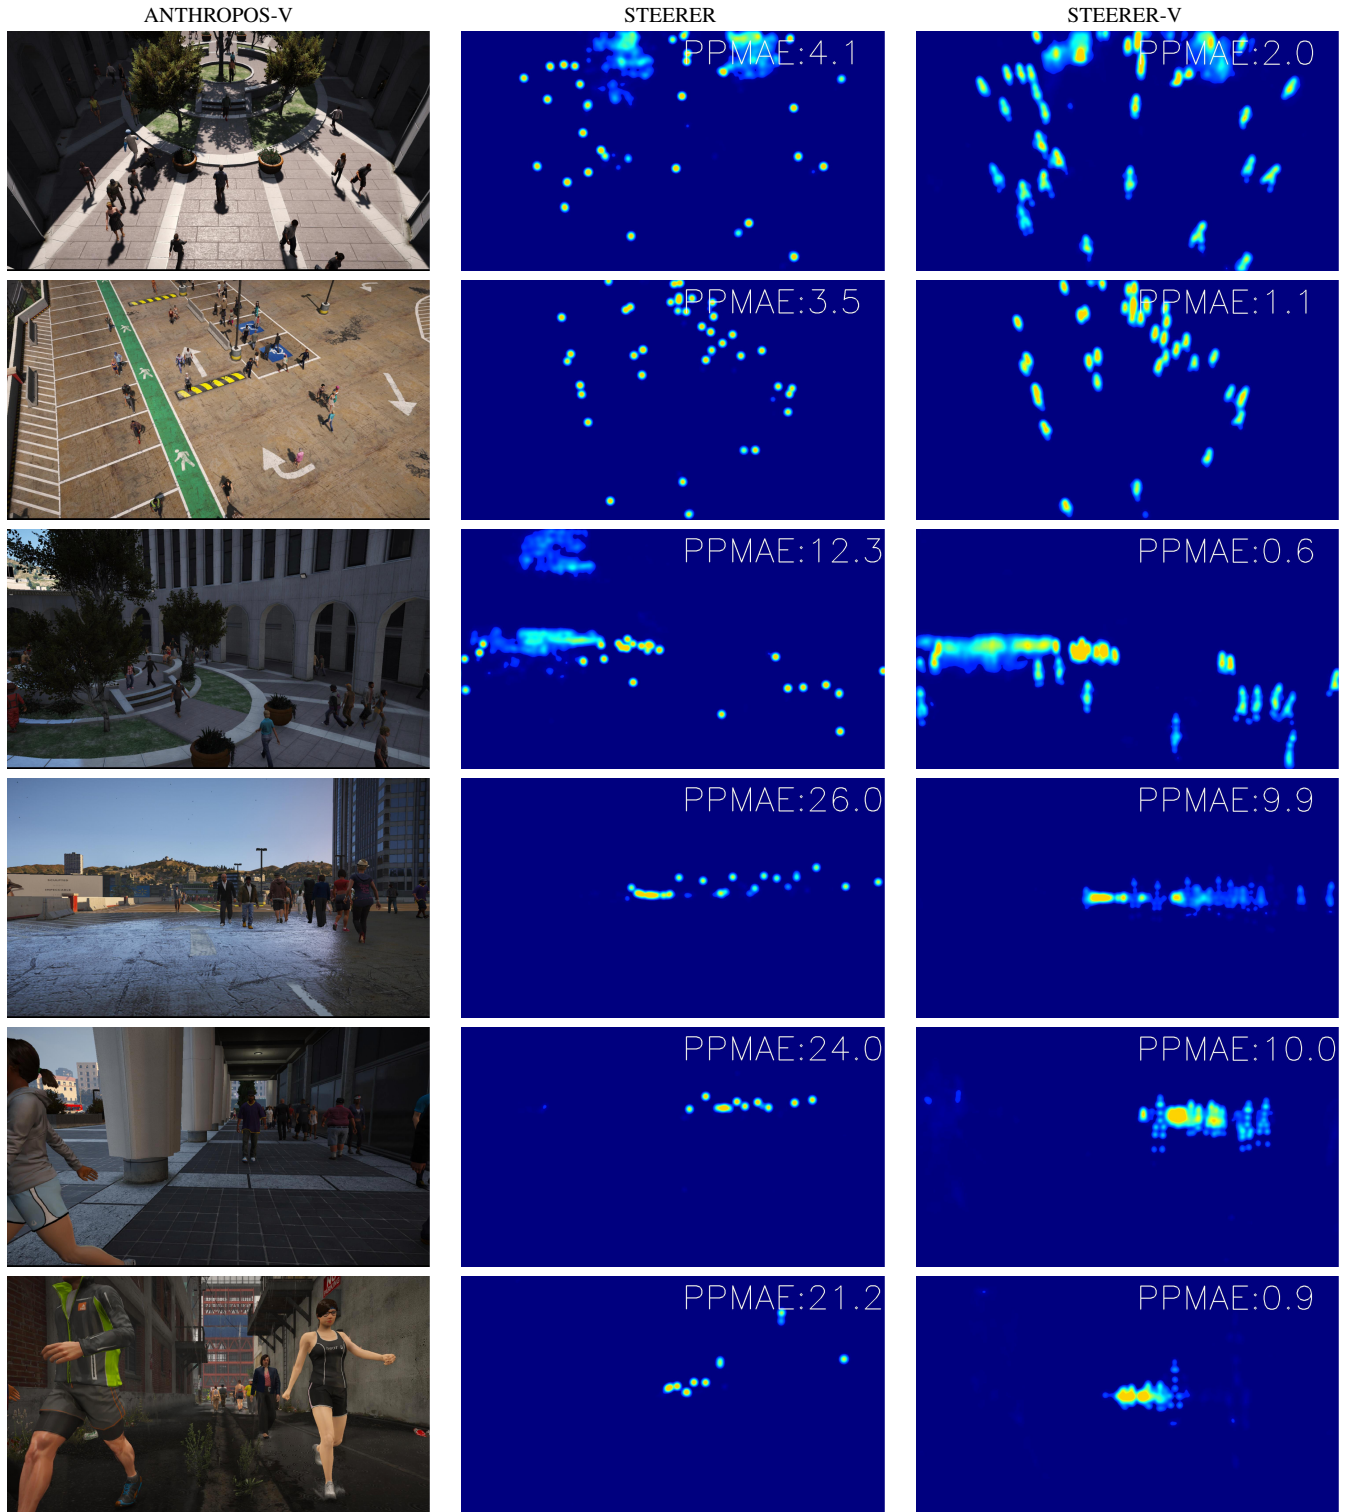 ANTHROPOS-V STEERER STEERER-V
PPMAE:4.1 PPMAE:2.0
PPMAE:3.5 PPMAE:1.1
PPMAE:12.3 PPMAE:0.6
PPMAE:26.0 PPMAE:9.9
PPMAE:24.0 PPMAE:10.0
PPMAE:21.2 PPMAE:0.9